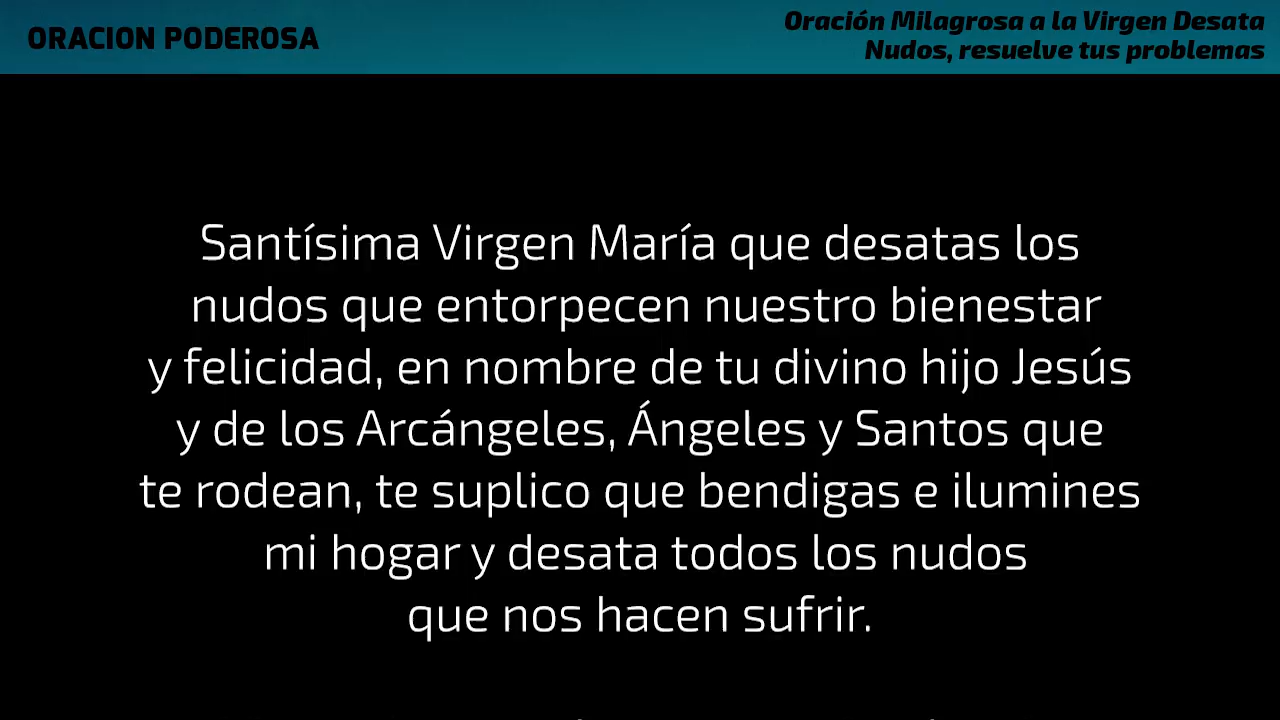 ORACION PODEROSA
Oración Milagrosa a la Virgen Desata
Nudos, resuelve tus problemas
Santísima Virgen María que desatas los
nudos que entorpecen nuestro bienestar
y felicidad, en nombre de tu divino hijo Jesús
y de los Arcángeles, Ángeles y Santos que
te rodean, te suplico que bendigas e ilumines
mi hogar y desata todos los nudos
que nos hacen sufrir.